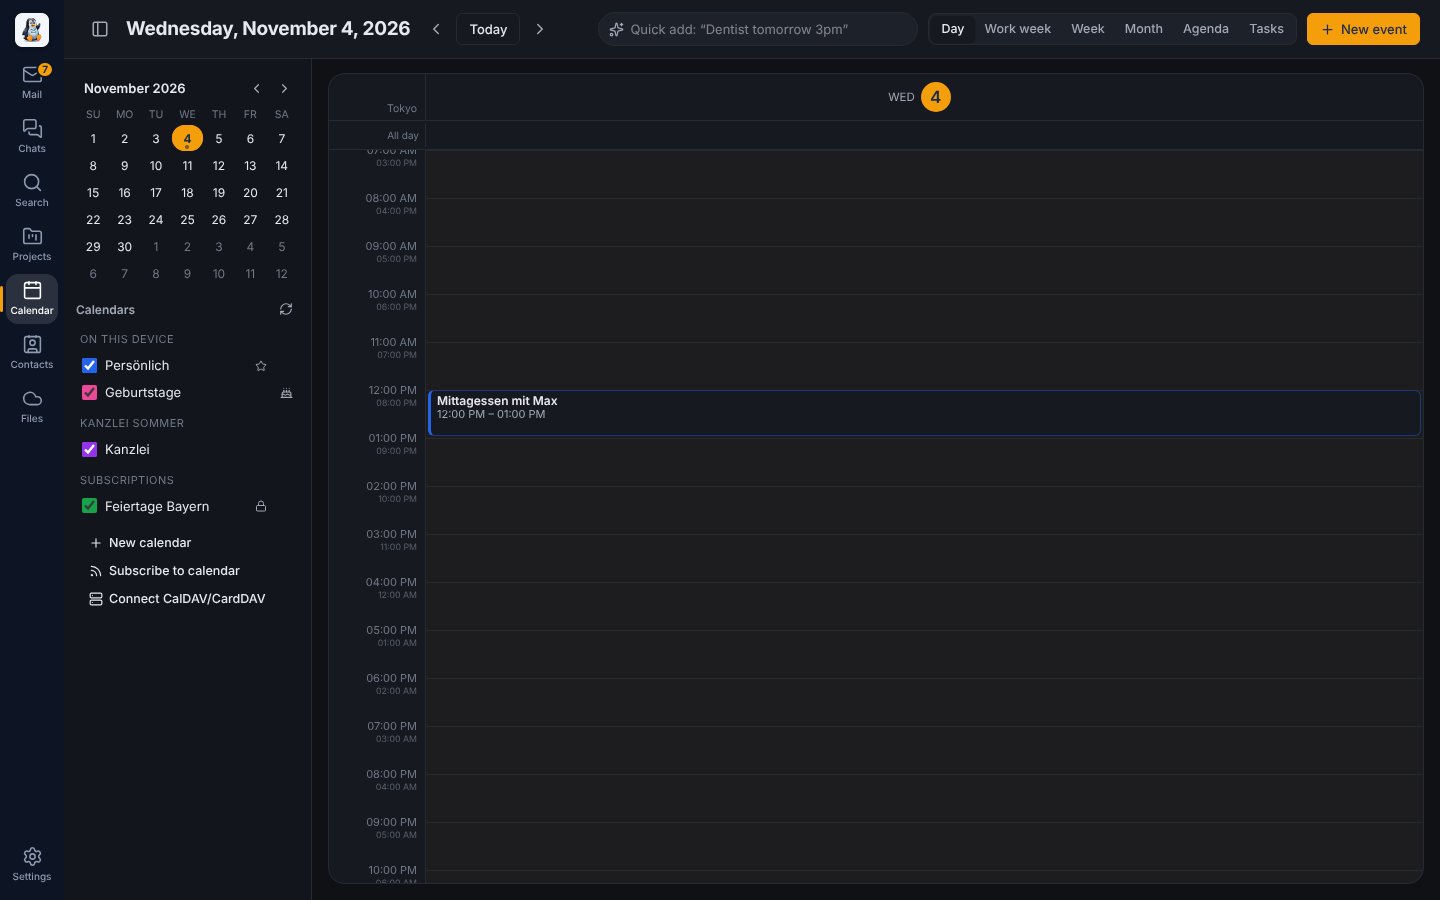 Wednesday, November 4, 2026
Today
Quick add: “Dentist tomorrow 3pm”
Day Work week Week Month Agenda Tasks
New event
7
Mail
Chats
Search
Projects
Calendar
Contacts
Files
Settings
November 2026
SU MO TU WE TH FR SA
1 2 3 4 5 6 7
8 9 10 11 12 13 14
15 16 17 18 19 20 21
22 23 24 25 26 27 28
29 30 1 2 3 4 5
6 7 8 9 10 11 12
Calendars
ON THIS DEVICE
Persönlich
Geburtstage
KANZLEI SOMMER
Kanzlei
SUBSCRIPTIONS
Feiertage Bayern
New calendar
Subscribe to calendar
Connect CalDAV/CardDAV
Tokyo
WED 4
All day
07:00 AM
03:00 PM
08:00 AM
04:00 PM
09:00 AM
05:00 PM
10:00 AM
06:00 PM
11:00 AM
07:00 PM
12:00 PM
08:00 PM
Mittagessen mit Max
12:00 PM – 01:00 PM
01:00 PM
09:00 PM
02:00 PM
10:00 PM
03:00 PM
11:00 PM
04:00 PM
12:00 AM
05:00 PM
01:00 AM
06:00 PM
02:00 AM
07:00 PM
03:00 AM
08:00 PM
04:00 AM
09:00 PM
05:00 AM
10:00 PM
06:00 AM